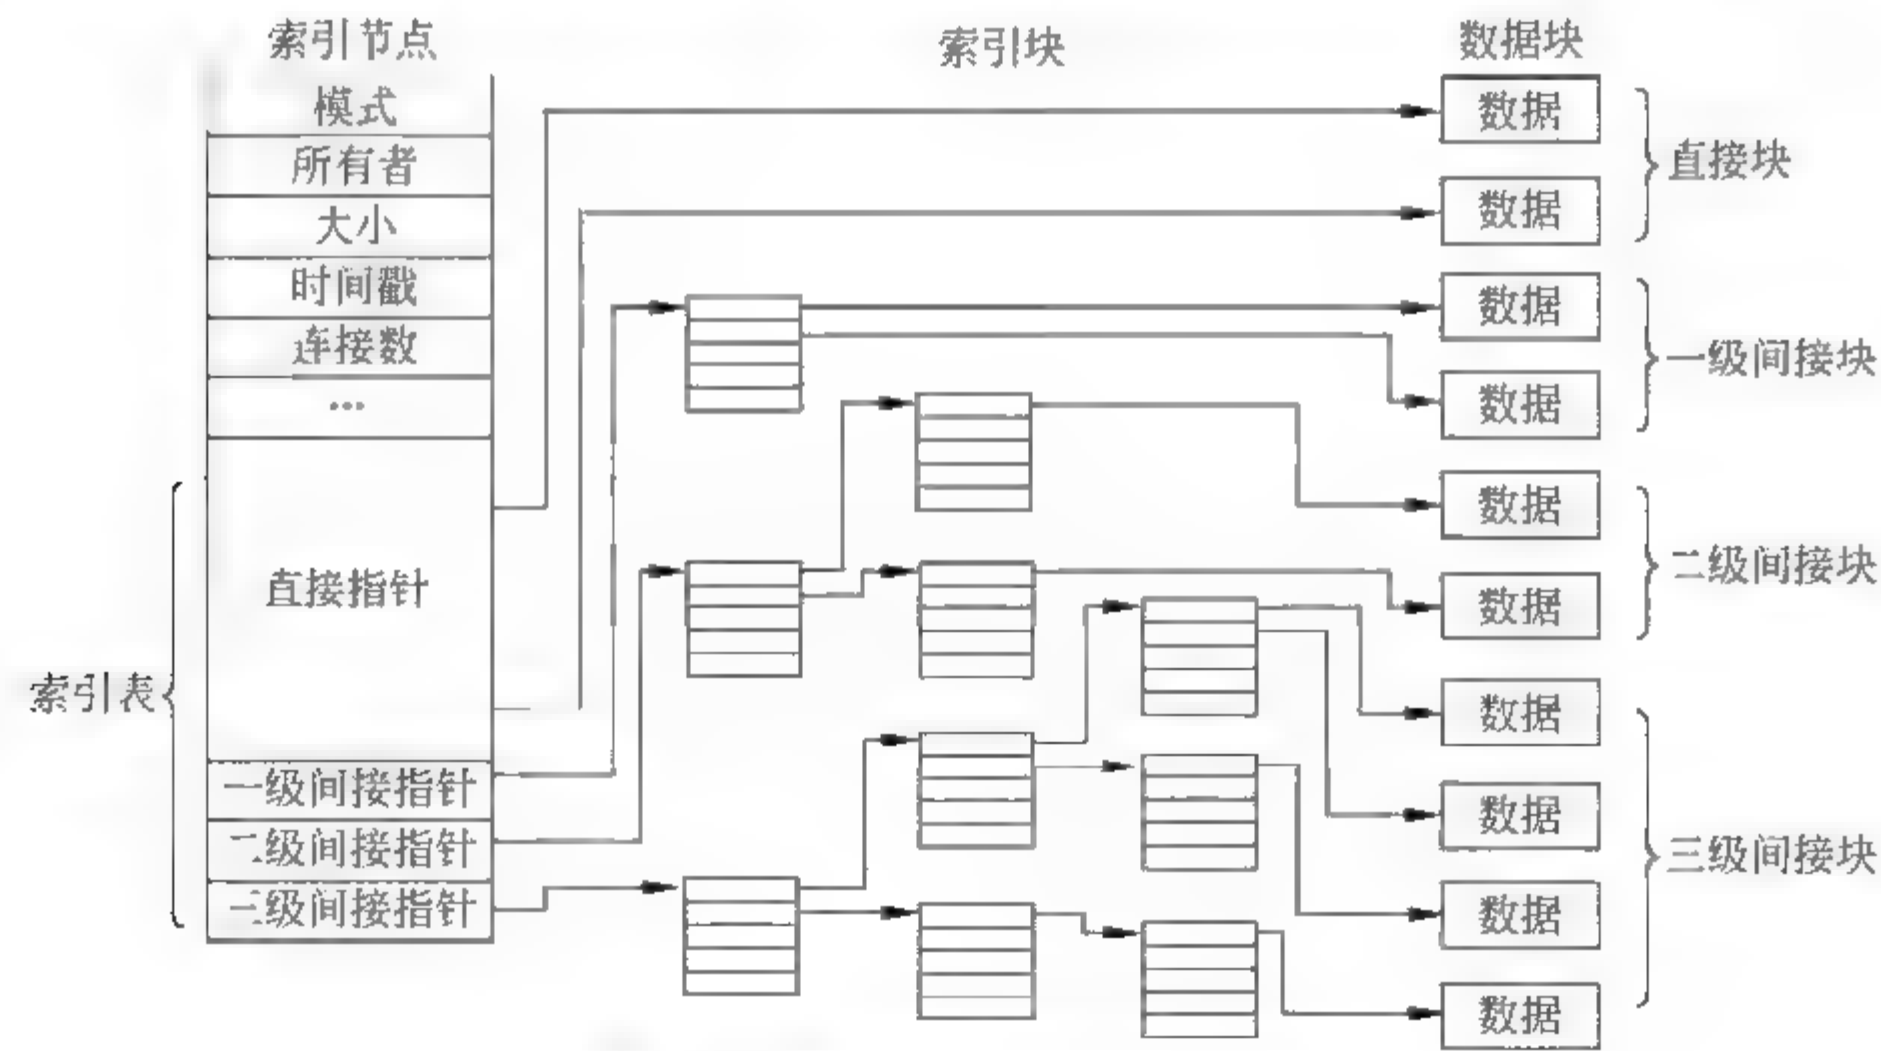 索引节点
索引块
数据块
模式
所有者
大小
时间戳
连接数
...
直接指针
一级间接指针
二级间接指针
三级间接指针
索引表
数据
数据
直接块
数据
数据
一级间接块
数据
数据
二级间接块
数据
数据
数据
数据
三级间接块